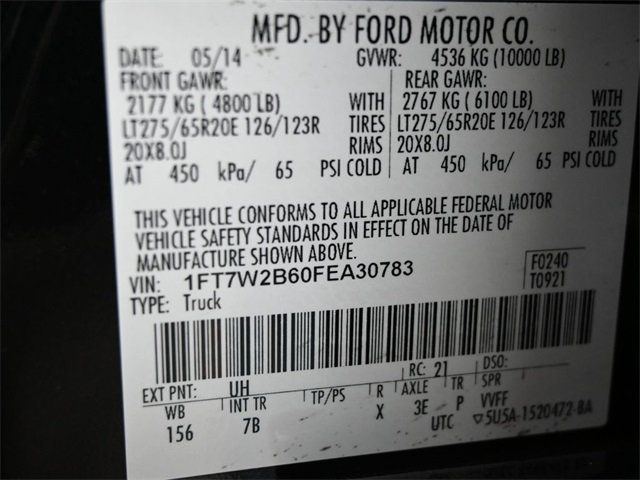 MFD. BY FORD MOTOR CO.
DATE: 05/14 GVWR: 4536 KG (10000 LB)
FRONT GAWR: REAR GAWR:
2177 KG ( 4800 LB) WITH 2767 KG ( 6100 LB) WITH
LT275/65R20E 126/123R TIRES LT275/65R20E 126/123R TIRES
20X8.0J RIMS 20X8.0J RIMS
AT 450 kPa/ 65 PSI COLD AT 450 kPa/ 65 PSI COLD
THIS VEHICLE CONFORMS TO ALL APPLICABLE FEDERAL MOTOR
VEHICLE SAFETY STANDARDS IN EFFECT ON THE DATE OF
MANUFACTURE SHOWN ABOVE.
VIN: 1FT7W2B60FEA30783 F0240
TYPE: Truck T0921
EXT PNT: UH RC: 21 DSO:
WB INT TR TP/PS R AXLE TR SPR
156 7B X 3E P VVFF
UTC ▽5U5A-1520472-BA